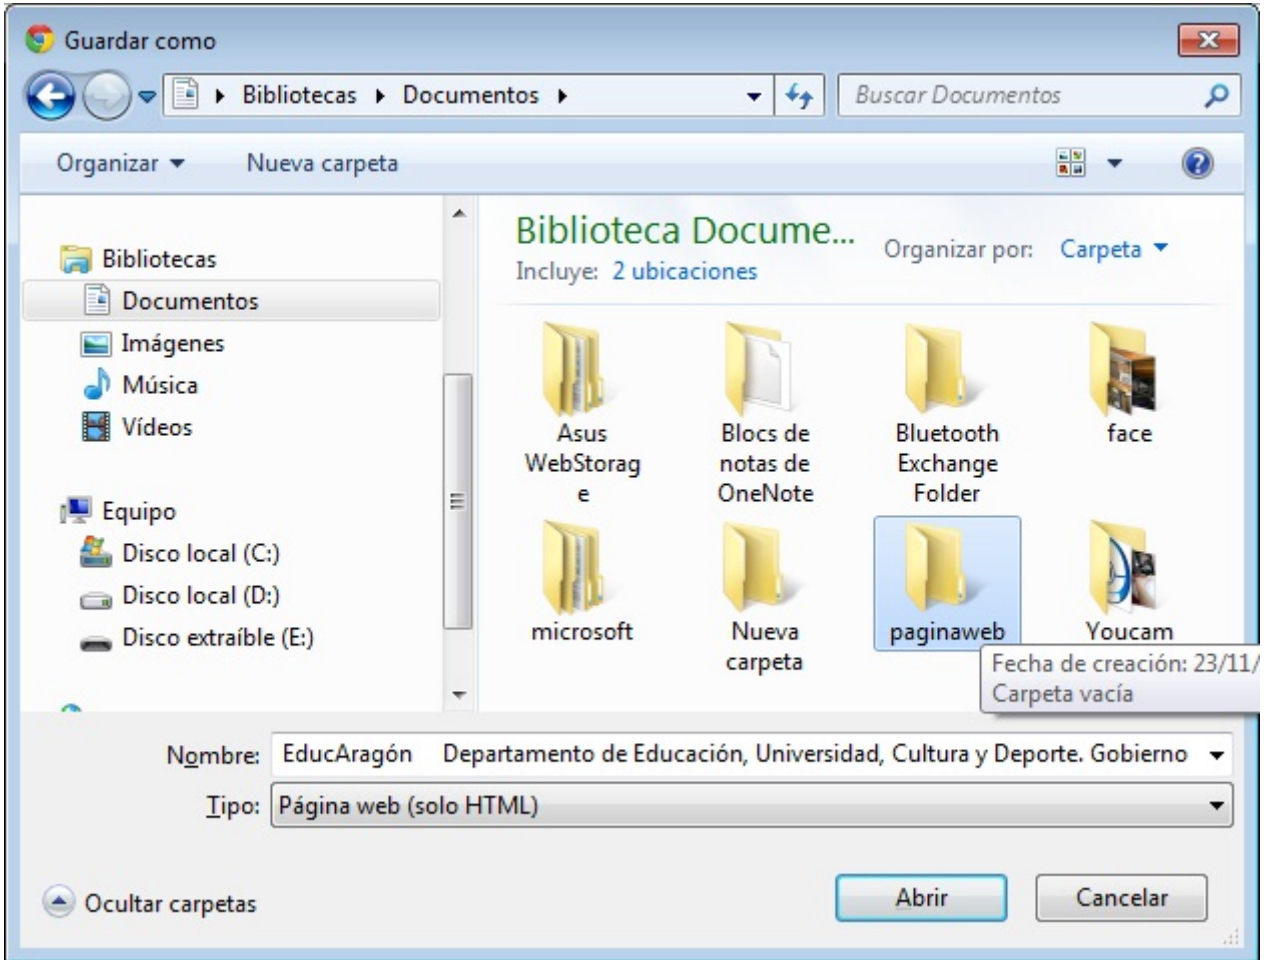 Guardar como
Bibliotecas Documentos
Buscar Documentos
Organizar
Nueva carpeta
Bibliotecas
Documentos
Imágenes
Música
Vídeos
Equipo
Disco local (C:)
Disco local (D:)
Disco extraíble (E:)
Biblioteca Docume...
Incluye: 2 ubicaciones
Organizar por: Carpeta
Asus
WebStorag
e
Blocs de
notas de
OneNote
Bluetooth
Exchange
Folder
face
microsoft
Nueva
carpeta
paginaweb
Youcam
Fecha de creación: 23/11/
Carpeta vacía
Nombre: EducAragón Departamento de Educación, Universidad, Cultura y Deporte. Gobierno
Tipo: Página web (solo HTML)
Ocultar carpetas
Abrir
Cancelar